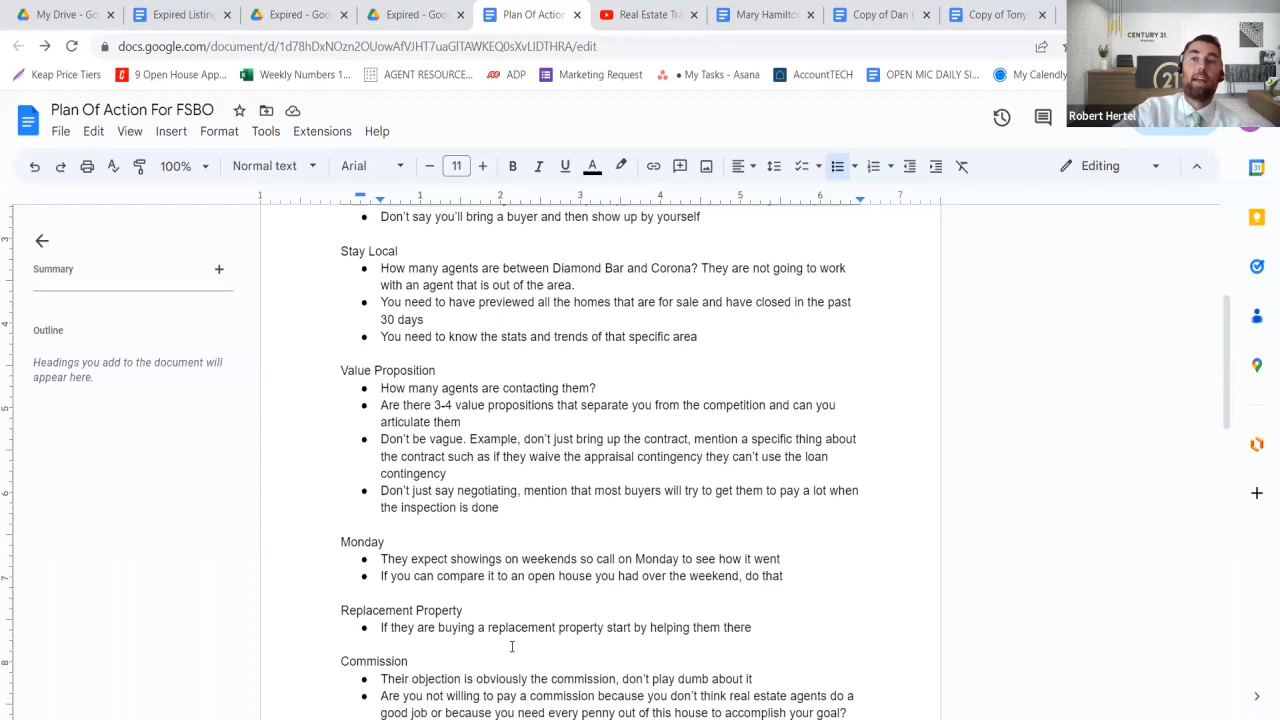 My Drive - Goo
Expired Listing
Expired - Goo
Expired - Goo
Plan Of Action
Real Estate Tra
Mary Hamilto
Copy of Dan B
Copy of Tony
docs.google.com/document/d/1d78hDxNOzn2OUowAfVJHT7uaGlTAWKEQ0sXvLIDTHRA/edit
Keap Price Tiers
9 Open House App...
Weekly Numbers 1...
AGENT RESOURCE...
ADP
Marketing Request
• My Tasks - Asana
AccountTECH
OPEN MIC DAILY SI...
My Calendly
CENTURY 21.
Masters
21
Robert Hertel
Plan Of Action For FSBO
File Edit View Insert Format Tools Extensions Help
100% Normal text Arial 11 Editing
1 1 2 3 4 5 6 7
Summary
Outline
Headings you add to the document will
appear here.
• Don't say you'll bring a buyer and then show up by yourself
Stay Local
• How many agents are between Diamond Bar and Corona? They are not going to work
with an agent that is out of the area.
• You need to have previewed all the homes that are for sale and have closed in the past
30 days
• You need to know the stats and trends of that specific area
Value Proposition
• How many agents are contacting them?
• Are there 3-4 value propositions that separate you from the competition and can you
articulate them
• Don't be vague. Example, don't just bring up the contract, mention a specific thing about
the contract such as if they waive the appraisal contingency they can't use the loan
contingency
• Don't just say negotiating, mention that most buyers will try to get them to pay a lot when
the inspection is done
Monday
• They expect showings on weekends so call on Monday to see how it went
• If you can compare it to an open house you had over the weekend, do that
Replacement Property
• If they are buying a replacement property start by helping them there
Commission
• Their objection is obviously the commission, don't play dumb about it
• Are you not willing to pay a commission because you don't think real estate agents do a
good job or because you need every penny out of this house to accomplish your goal?